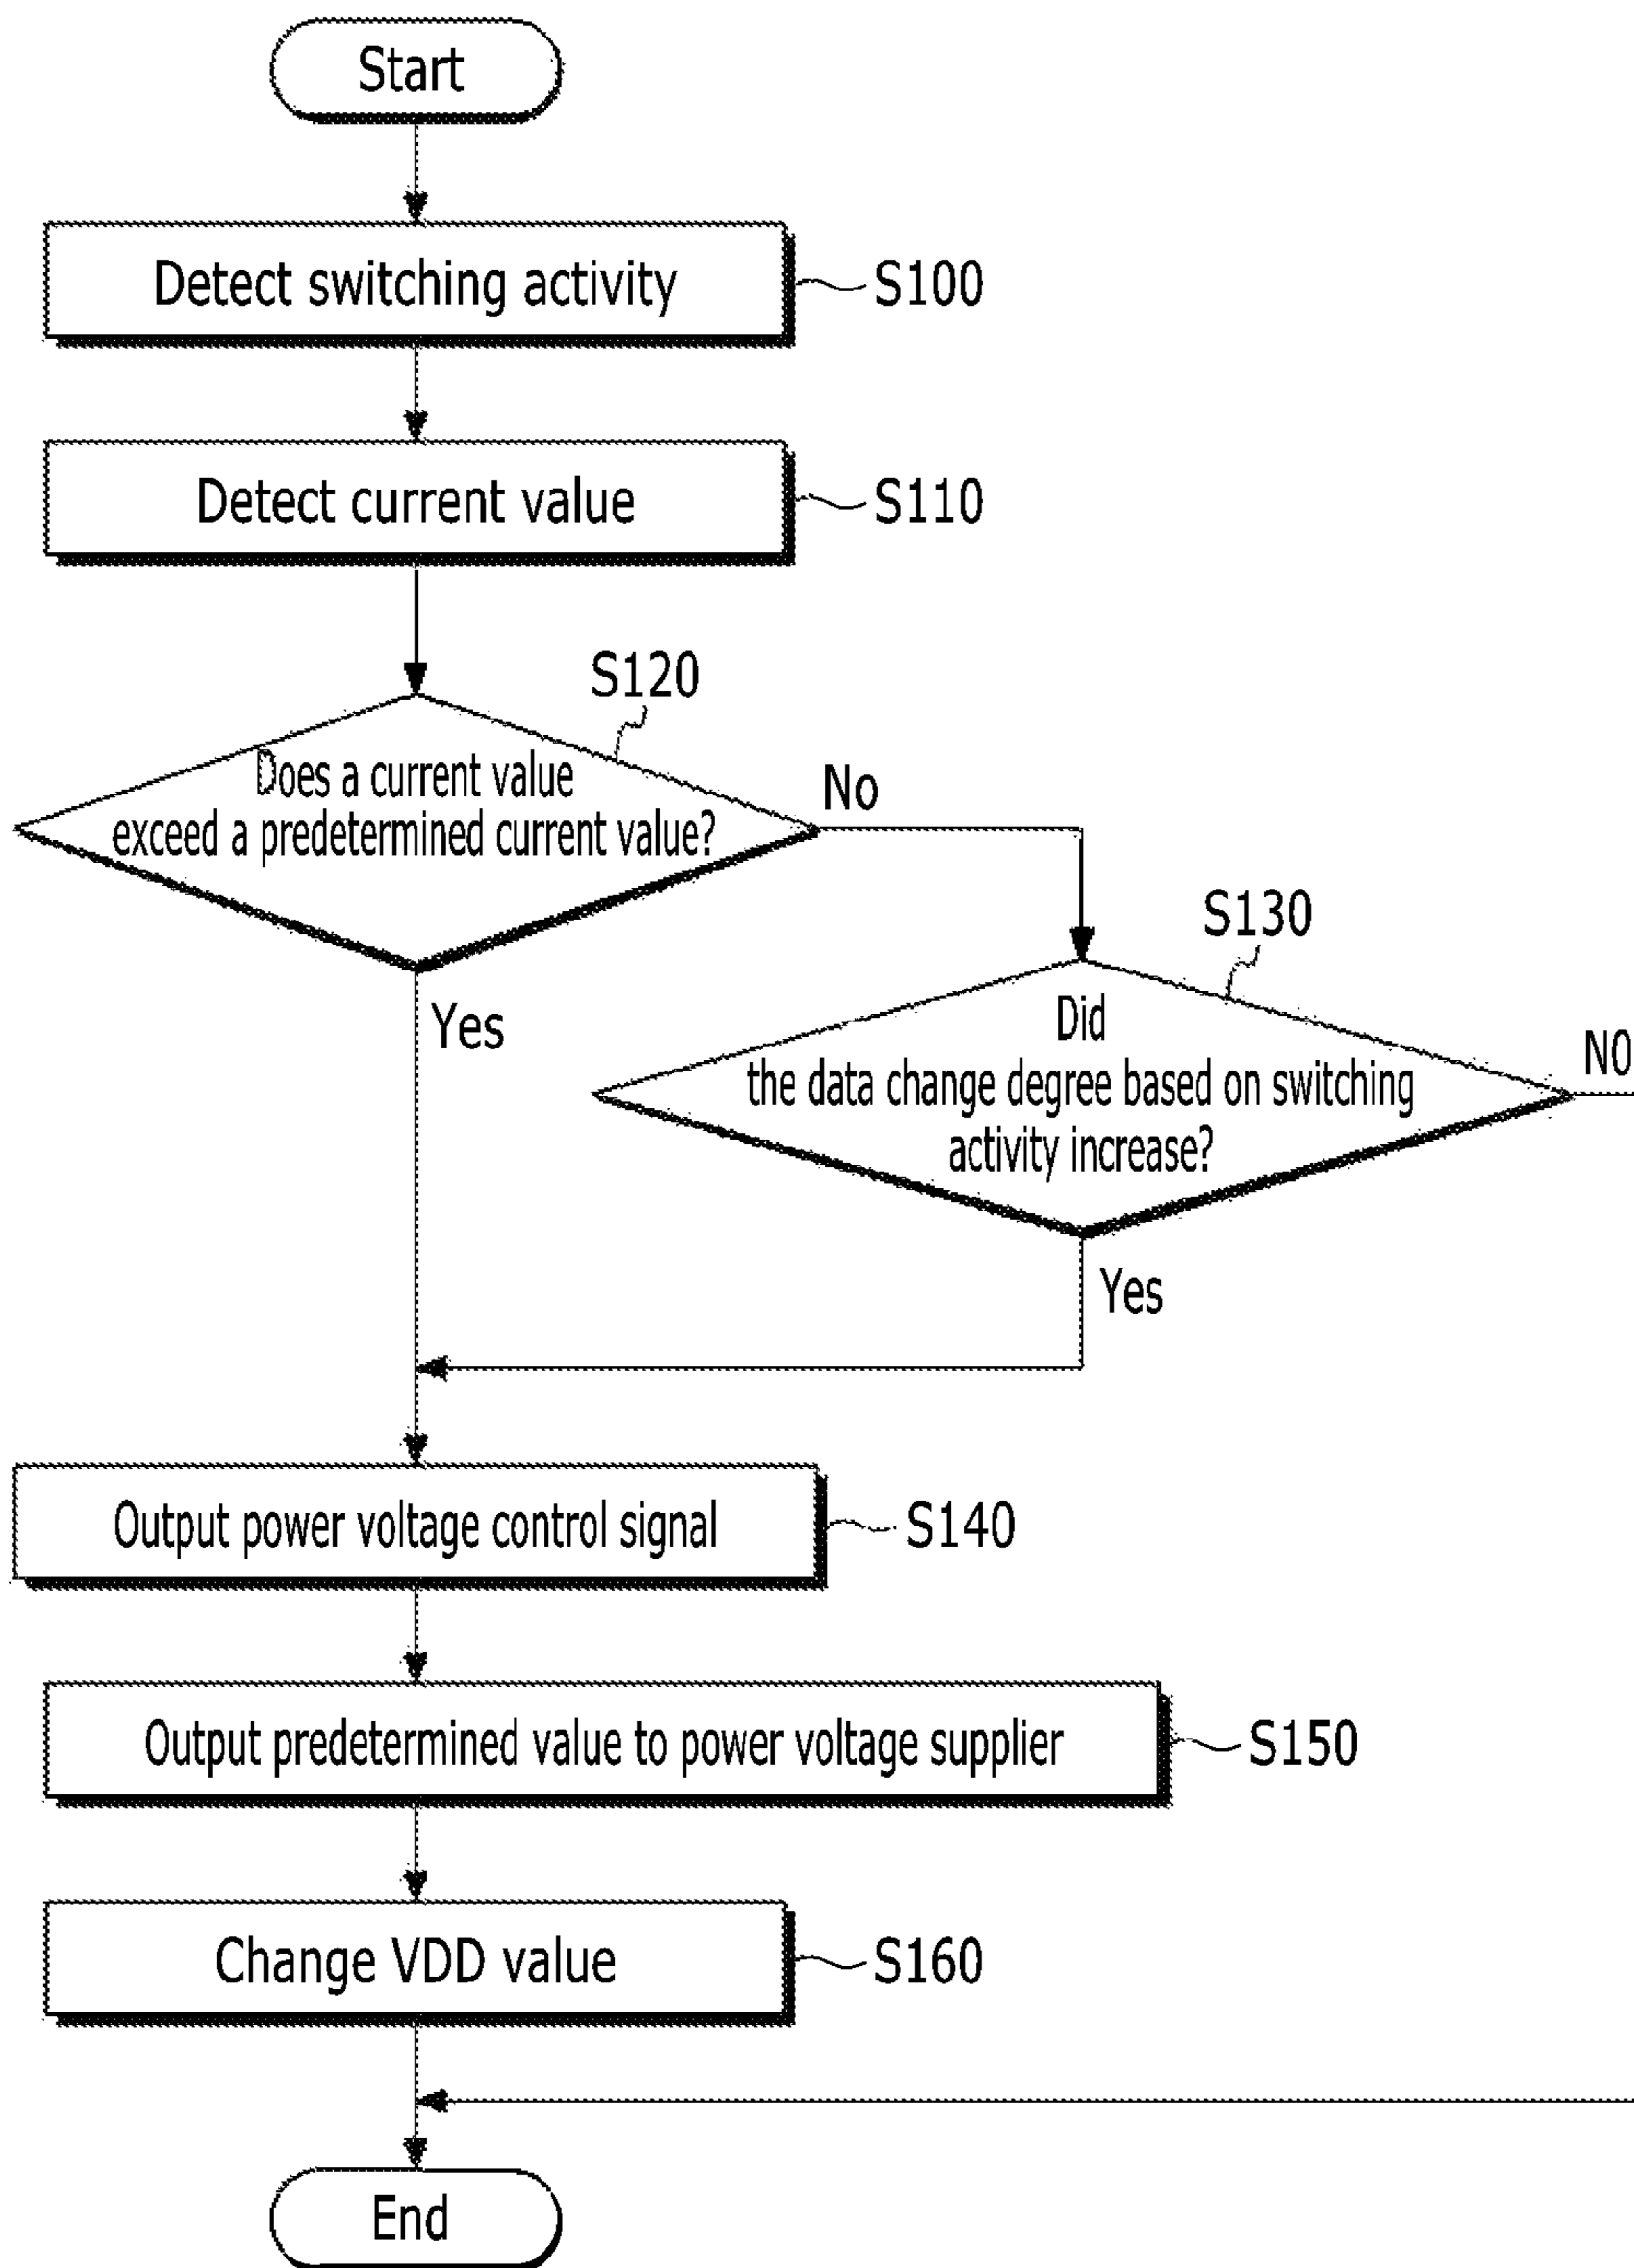 Start
Detect switching activity
S100
Detect current value
S110
S120
Does a current value
exceed a predetermined current value?
No
Yes
S130
Did
the data change degree based on switching
activity increase?
NO
Yes
Output power voltage control signal
S140
Output predetermined value to power voltage supplier
S150
Change VDD value
S160
End